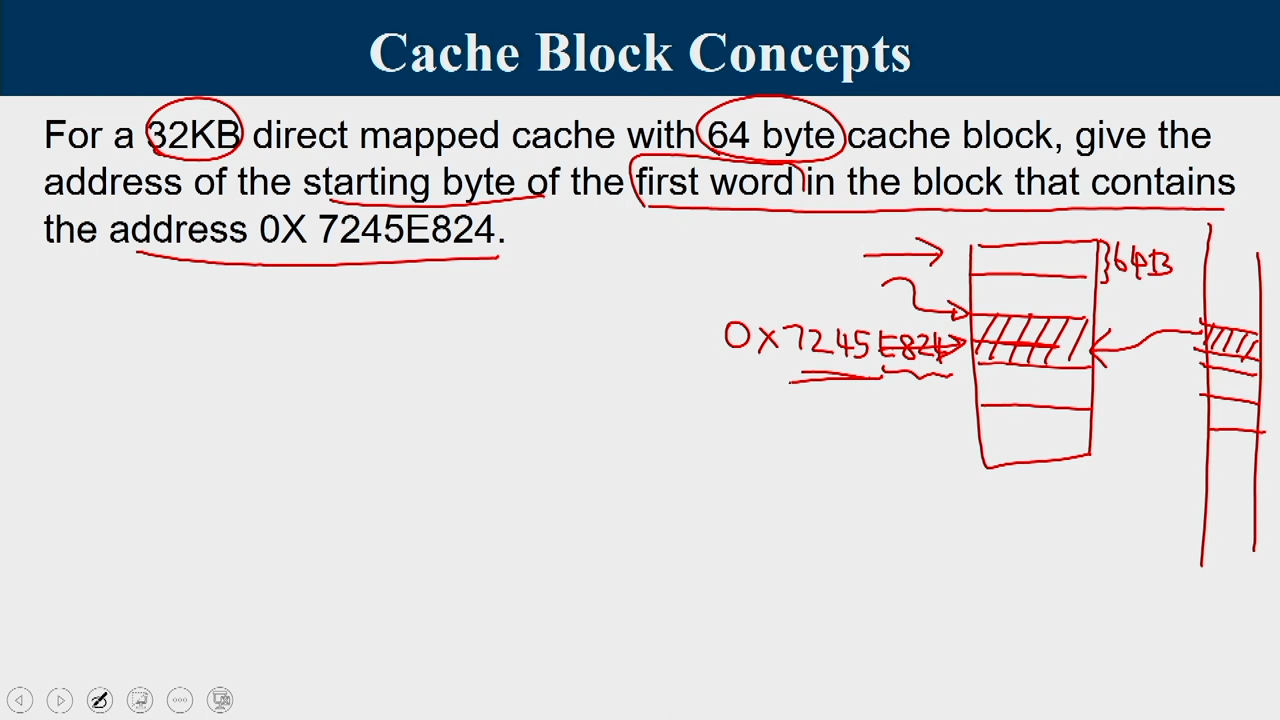 Cache Block Concepts
For a 32KB direct mapped cache with 64 byte cache block, give the
address of the starting byte of the first word in the block that contains
the address 0X 7245E824.
64B
0X7245E824